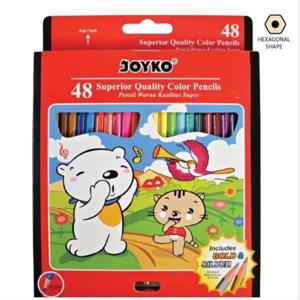 HEXAGONAL
SHAPE
48
JOYKO
48 Superior Quality Color Pencils
Pensil Warna Kualitas Super
Includes
GOLD &
SILVER